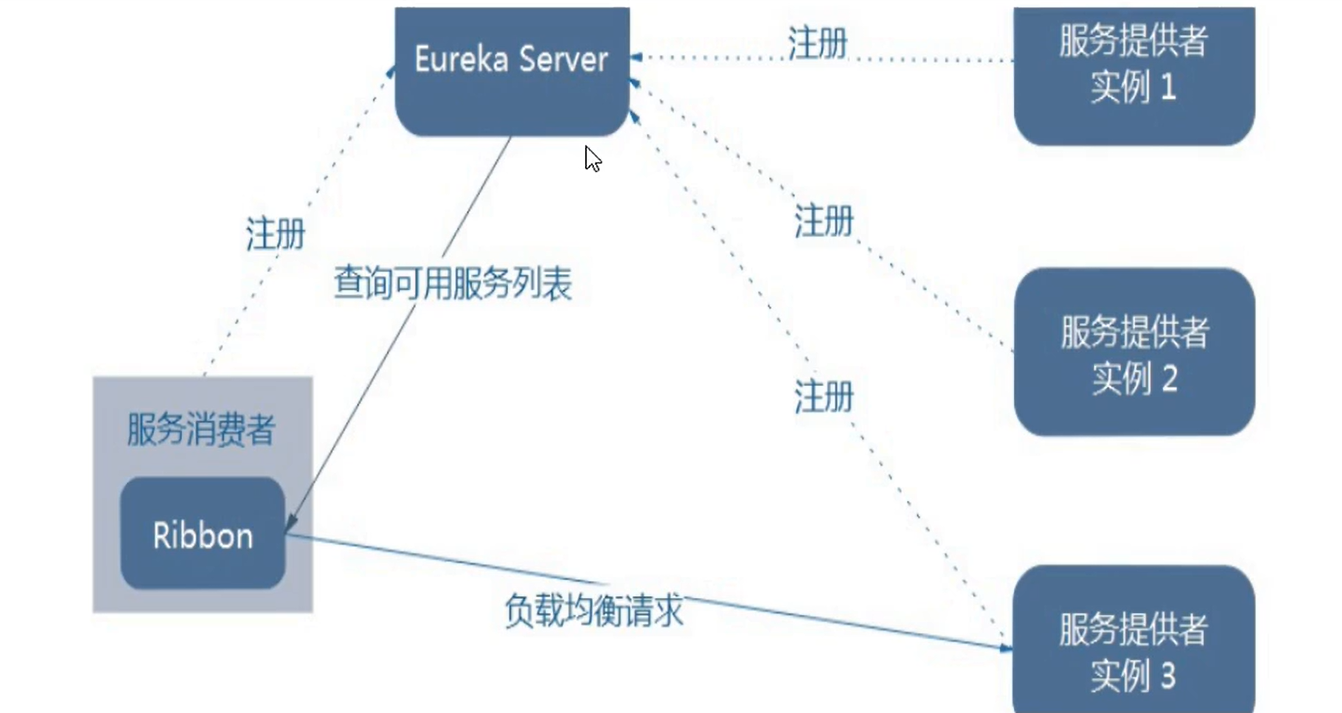 Eureka Server
注册
服务提供者
实例 1
注册
注册
查询可用服务列表
服务提供者
实例 2
注册
服务消费者
Ribbon
负载均衡请求
服务提供者
实例 3